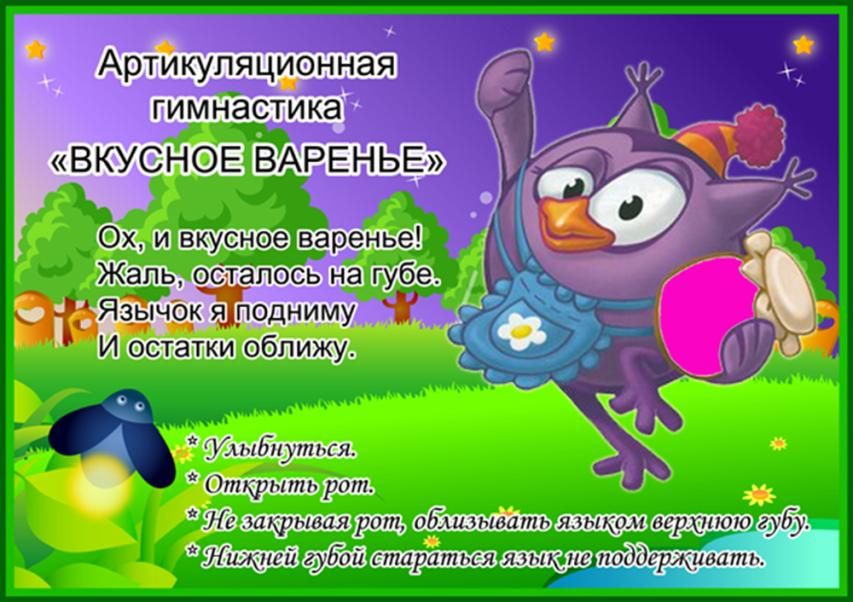 Артикуляционная
гимнастика
«ВКУСНОЕ ВАРЕНЬЕ»
Ох, и вкусное варенье!
Жаль, осталось на губе.
Язычок я подниму
И остатки оближу.
* Улыбнуться.
* Открыть рот.
* Не закрывая рот, облизывать языком верхнюю губу.
* Нижней губой стараться язык не поддерживать.